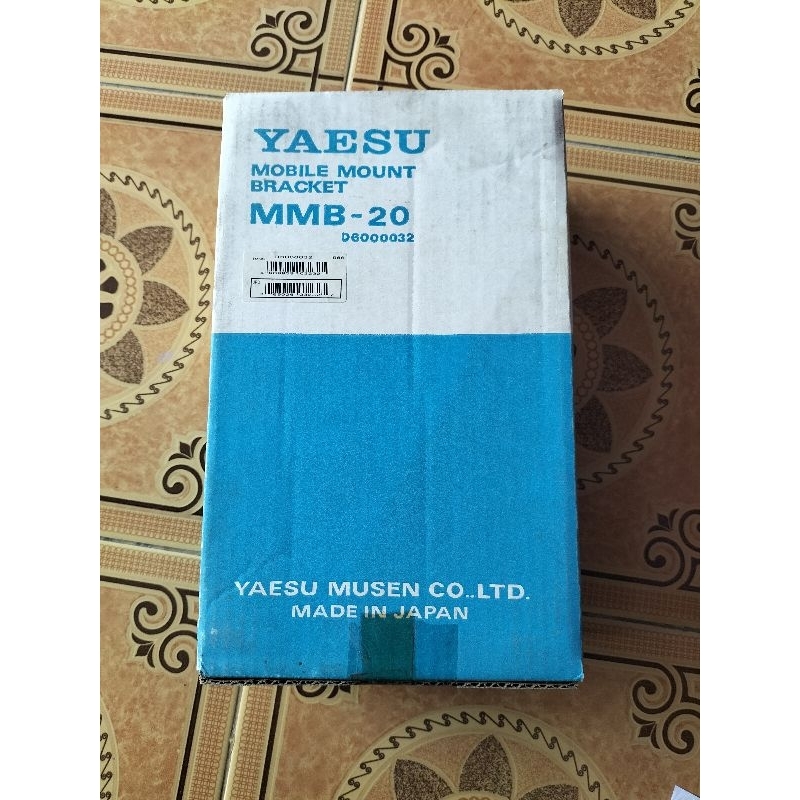 YAESU
MOBILE MOUNT
BRACKET
MMB-20
D6000032
YAESU MUSEN CO.,LTD.
MADE IN JAPAN